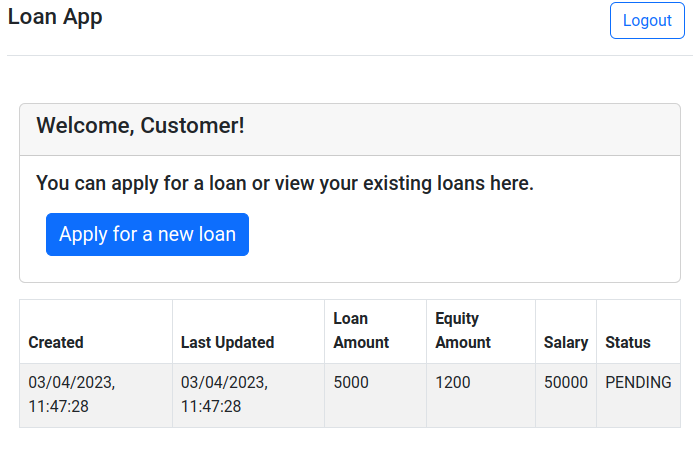 Loan App
Logout
Welcome, Customer!
You can apply for a loan or view your existing loans here.
Apply for a new loan
Created Last Updated Loan Amount Equity Amount Salary Status
03/04/2023, 11:47:28 03/04/2023, 11:47:28 5000 1200 50000 PENDING